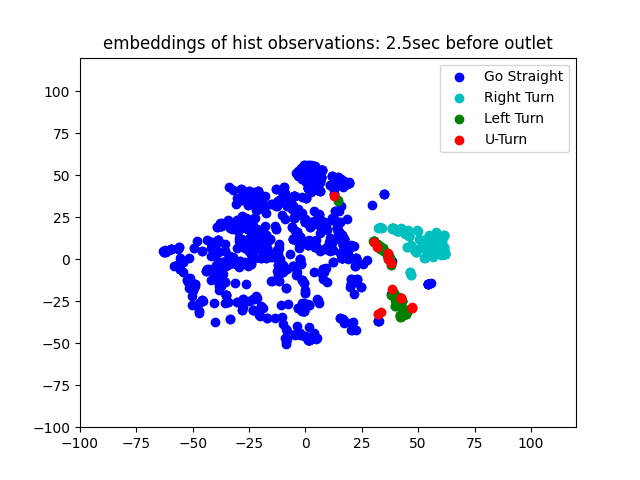 embeddings of hist observations: 2.5sec before outlet
Go Straight
Right Turn
Left Turn
U-Turn
100
75
50
25
0
−25
−50
−75
−100
−100 −75 −50 −25 0 25 50 75 100